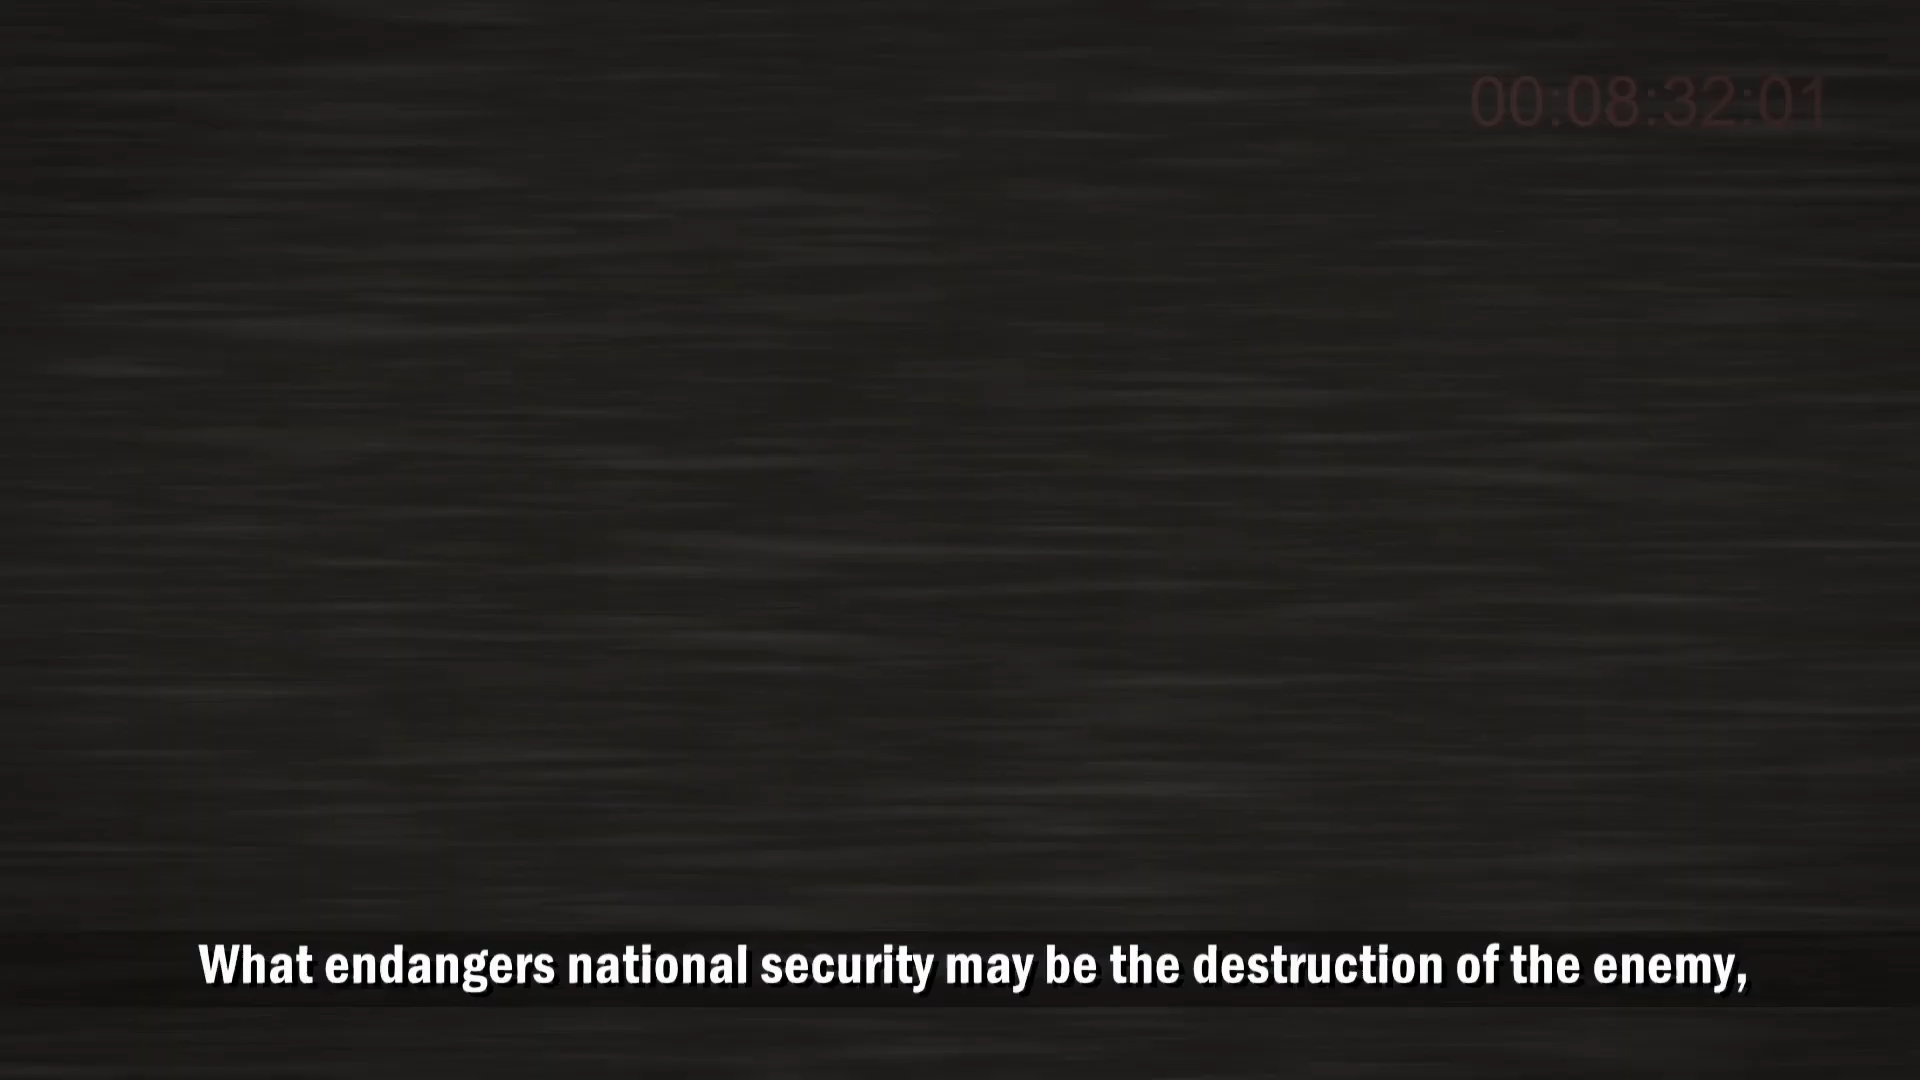 00:08:32:01
What endangers national security may be the destruction of the enemy,